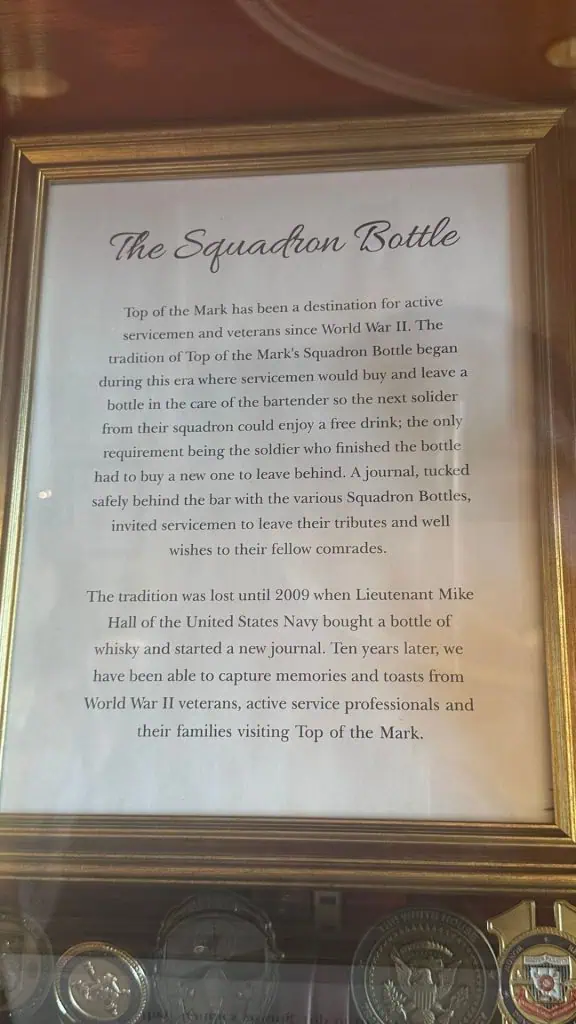 The Squadron Bottle
Top of the Mark has been a destination for active
servicemen and veterans since World War II. The
tradition of Top of the Mark's Squadron Bottle began
during this era where servicemen would buy and leave a
bottle in the care of the bartender so the next solider
from their squadron could enjoy a free drink; the only
requirement being the soldier who finished the bottle
had to buy a new one to leave behind. A journal, tucked
safely behind the bar with the various Squadron Bottles,
invited servicemen to leave their tributes and well
wishes to their fellow comrades.
The tradition was lost until 2009 when Lieutenant Mike
Hall of the United States Navy bought a bottle of
whisky and started a new journal. Ten years later, we
have been able to capture memories and toasts from
World War II veterans, active service professionals and
their families visiting Top of the Mark.
THE WHITE HOUSE